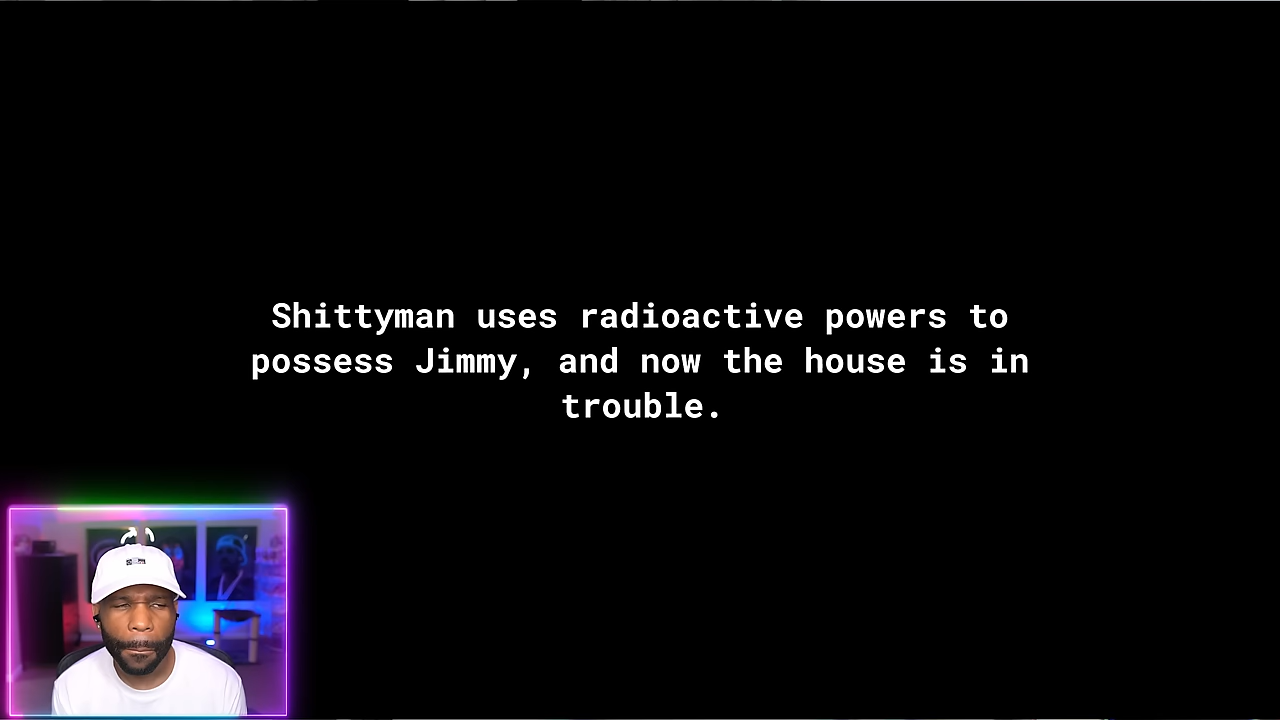 Shittyman uses radioactive powers to
possess Jimmy, and now the house is in
trouble.